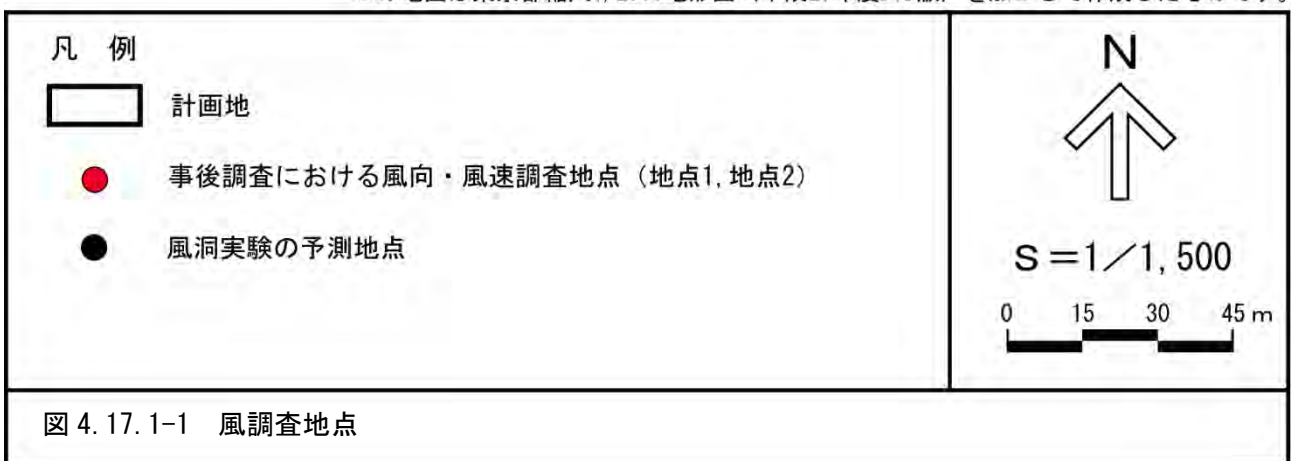 凡 例
計画地
事後調査における風向・風速調査地点（地点1,地点2）
風洞実験の予測地点
N
S＝1／1,500
0 15 30 45 m
図 4.17.1-1 風調査地点